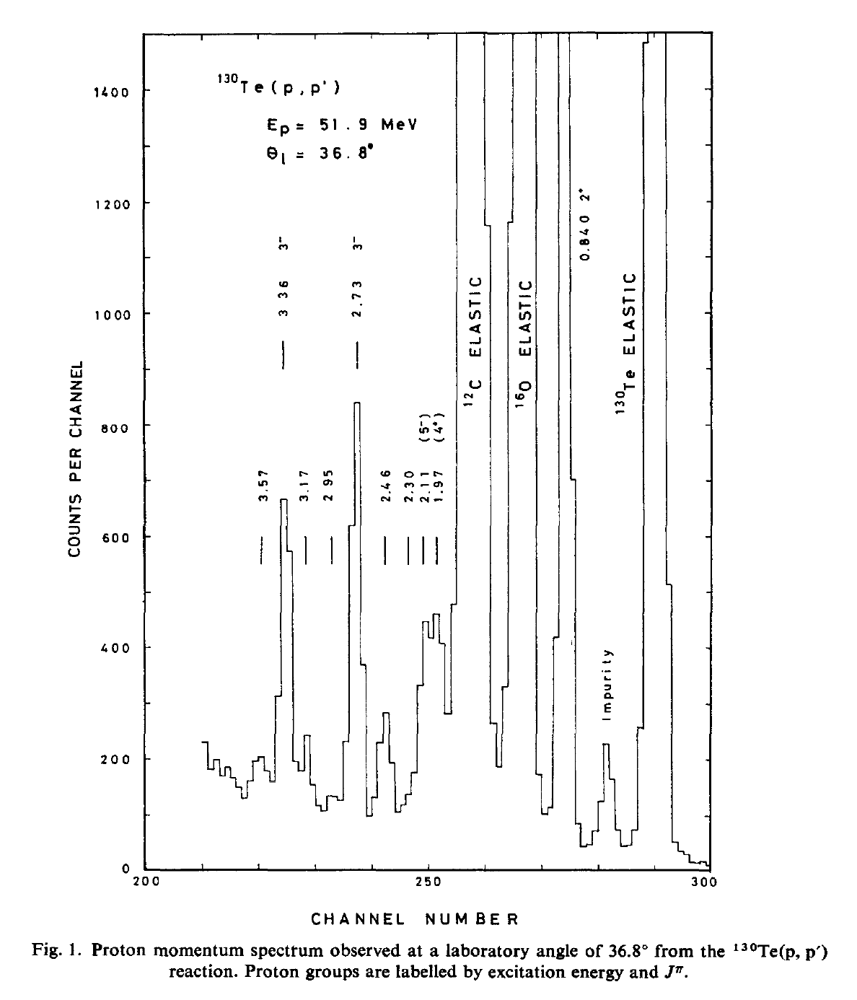 ¹³⁰Te (p, p')
Ep = 51.9 MeV
θl = 36.8°
1400
1200
1000
800
600
400
200
0
COUNTS PER CHANNEL
3.57
3 36 3⁻
3.17
2 95
2.73 3⁻
2.46
2.30
2.11 (5⁻)
1.97 (4⁺)
¹²C ELASTIC
¹⁶O ELASTIC
0.840 2⁺
Impurity
¹³⁰Te ELASTIC
200
250
300
CHANNEL NUMBER
Fig. 1. Proton momentum specttrum observed at a laboratory angle of 36.8° from the ¹³⁰Te(p, p′)
reaction. Proton groups are labelled by excitation energy and Jπ.